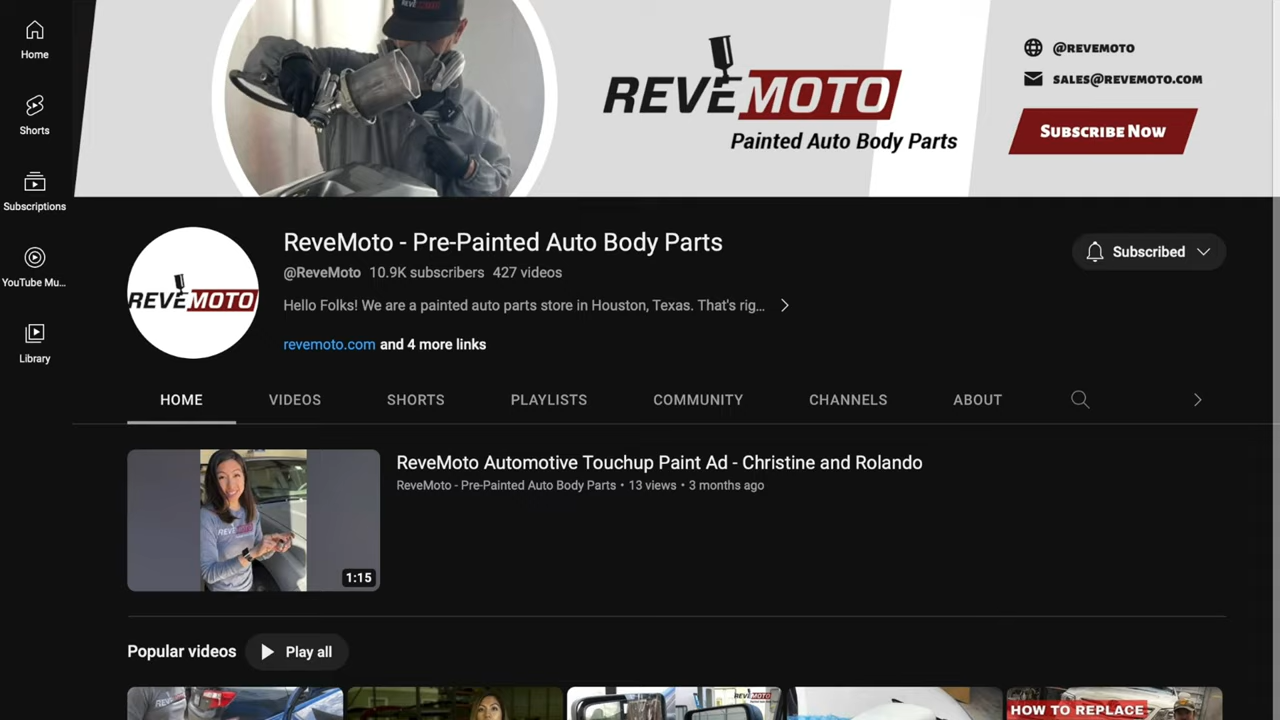 Home
Shorts
Subscriptions
YouTube Mu...
Library
REVEMOTO
Painted Auto Body Parts
@REVEMOTO
SALES@REVEMOTO.COM
SUBSCRIBE NOW
REVEMOTO
ReveMoto - Pre-Painted Auto Body Parts
@ReveMoto 10.9K subscribers 427 videos
Hello Folks! We are a painted auto parts store in Houston, Texas. That's rig...
revemoto.com and 4 more links
Subscribed
HOME VIDEOS SHORTS PLAYLISTS COMMUNITY CHANNELS ABOUT
1:15
ReveMoto Automotive Touchup Paint Ad - Christine and Rolando
ReveMoto - Pre-Painted Auto Body Parts • 13 views • 3 months ago
Popular videos
Play all
REVEMOTO
HOW TO REPLACE